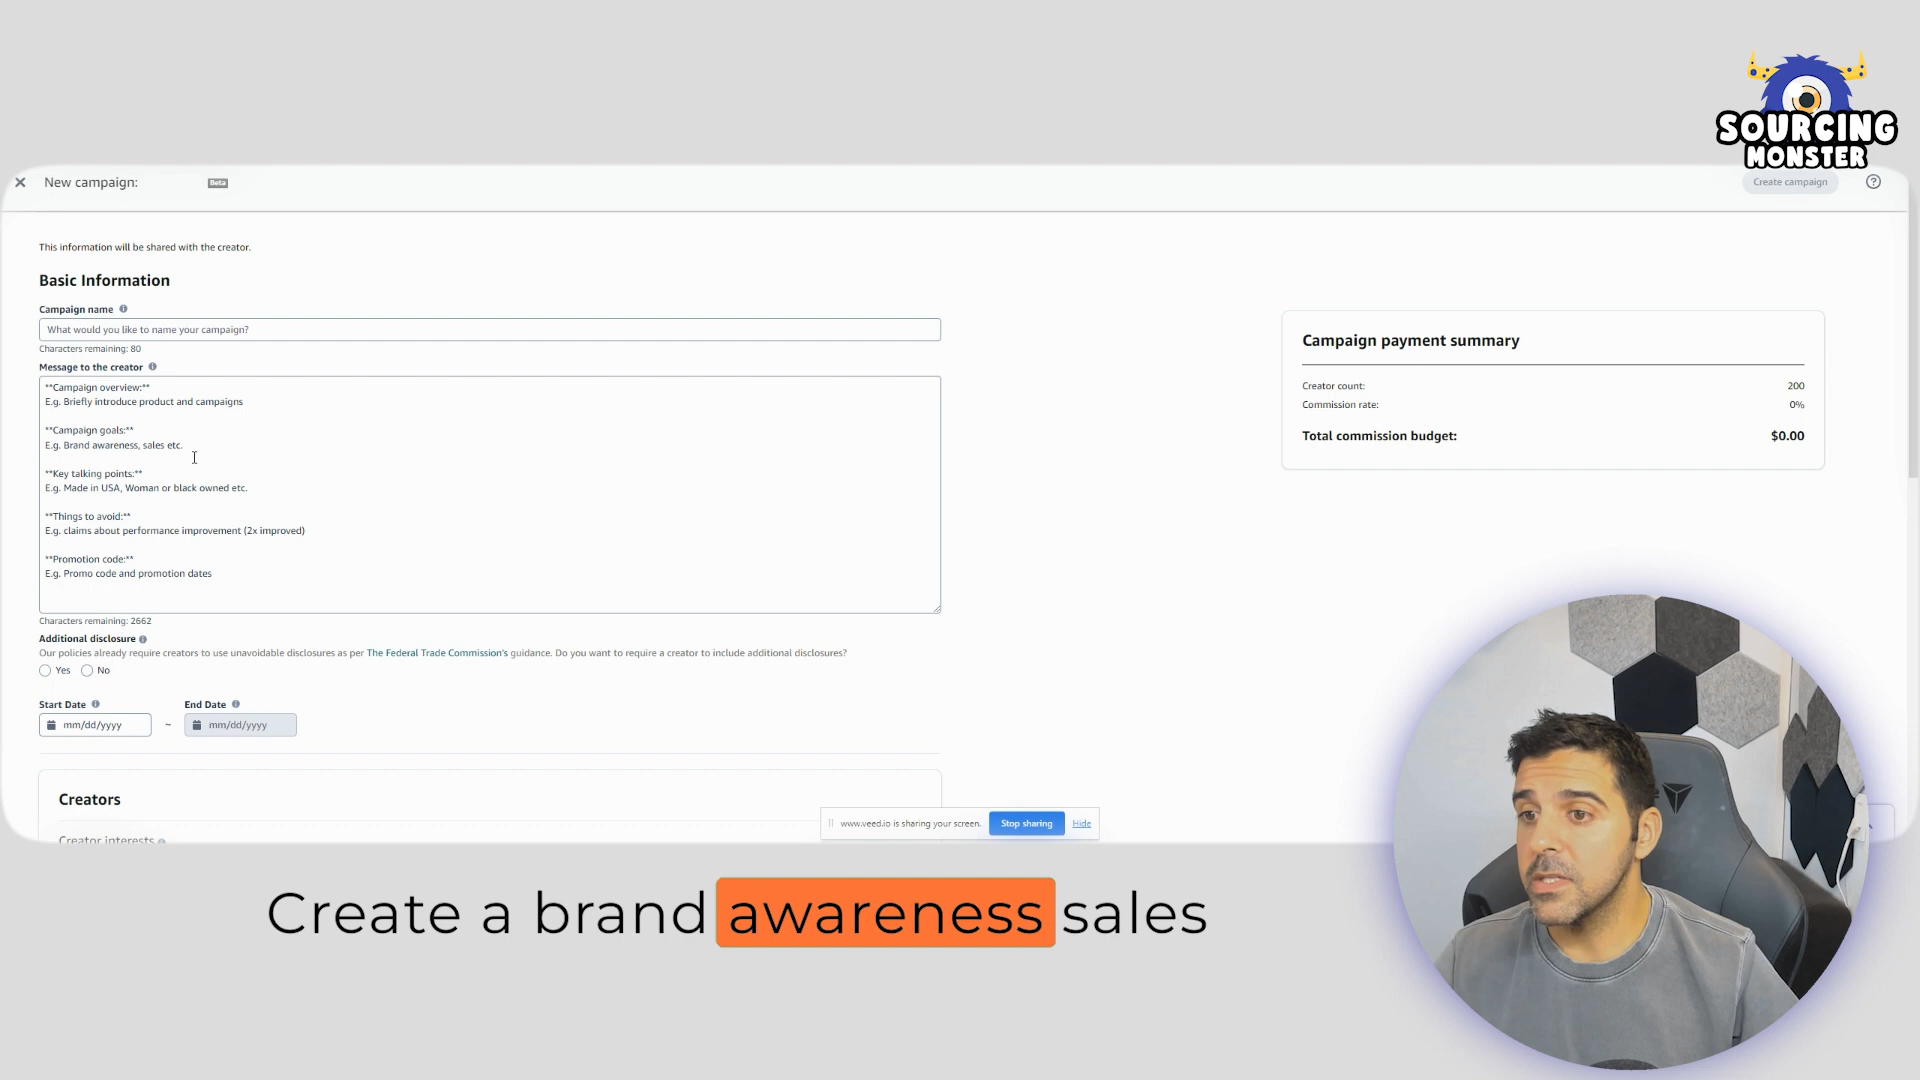 SOURCING
MONSTER
New campaign:
Beta
Create campaign
This information will be shared with the creator.
Basic Information
Campaign name
What would you like to name your campaign?
Characters remaining: 80
Message to the creator
**Campaign overview:**
E.g. Briefly introduce product and campaigns
**Campaign goals:**
E.g. Brand awareness, sales etc.
**Key talking points:**
E.g. Made in USA, Woman or black owned etc.
**Things to avoid:**
E.g. claims about performance improvement (2x improved)
**Promotion code:**
E.g. Promo code and promotion dates
Characters remaining: 2662
Additional disclosure
Our policies already require creators to use unavoidable disclosures as per The Federal Trade Commission's guidance. Do you want to require a creator to include additional disclosures?
Yes No
Start Date End Date
mm/dd/yyyy ~ mm/dd/yyyy
Creators
Creator interests
Campaign payment summary
Creator count: 200
Commission rate: 0%
Total commission budget: $0.00
www.veed.io is sharing your screen. Stop sharing Hide
Create a brand awareness sales